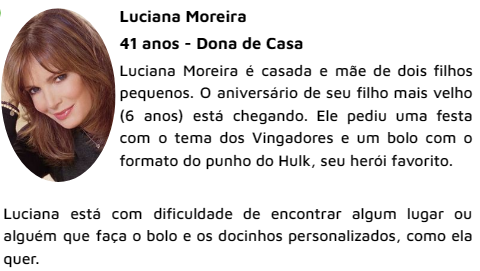 Luciana Moreira
41 anos - Dona de Casa
Luciana Moreira é casada e mãe de dois filhos
pequenos. O aniversário de seu filho mais velho
(6 anos) está chegando. Ele pediu uma festa
com o tema dos Vingadores e um bolo com o
formato do punho do Hulk, seu herói favorito.
Luciana está com dificuldade de encontrar algum lugar ou
alguém que faça o bolo e os docinhos personalizados, como ela
quer.